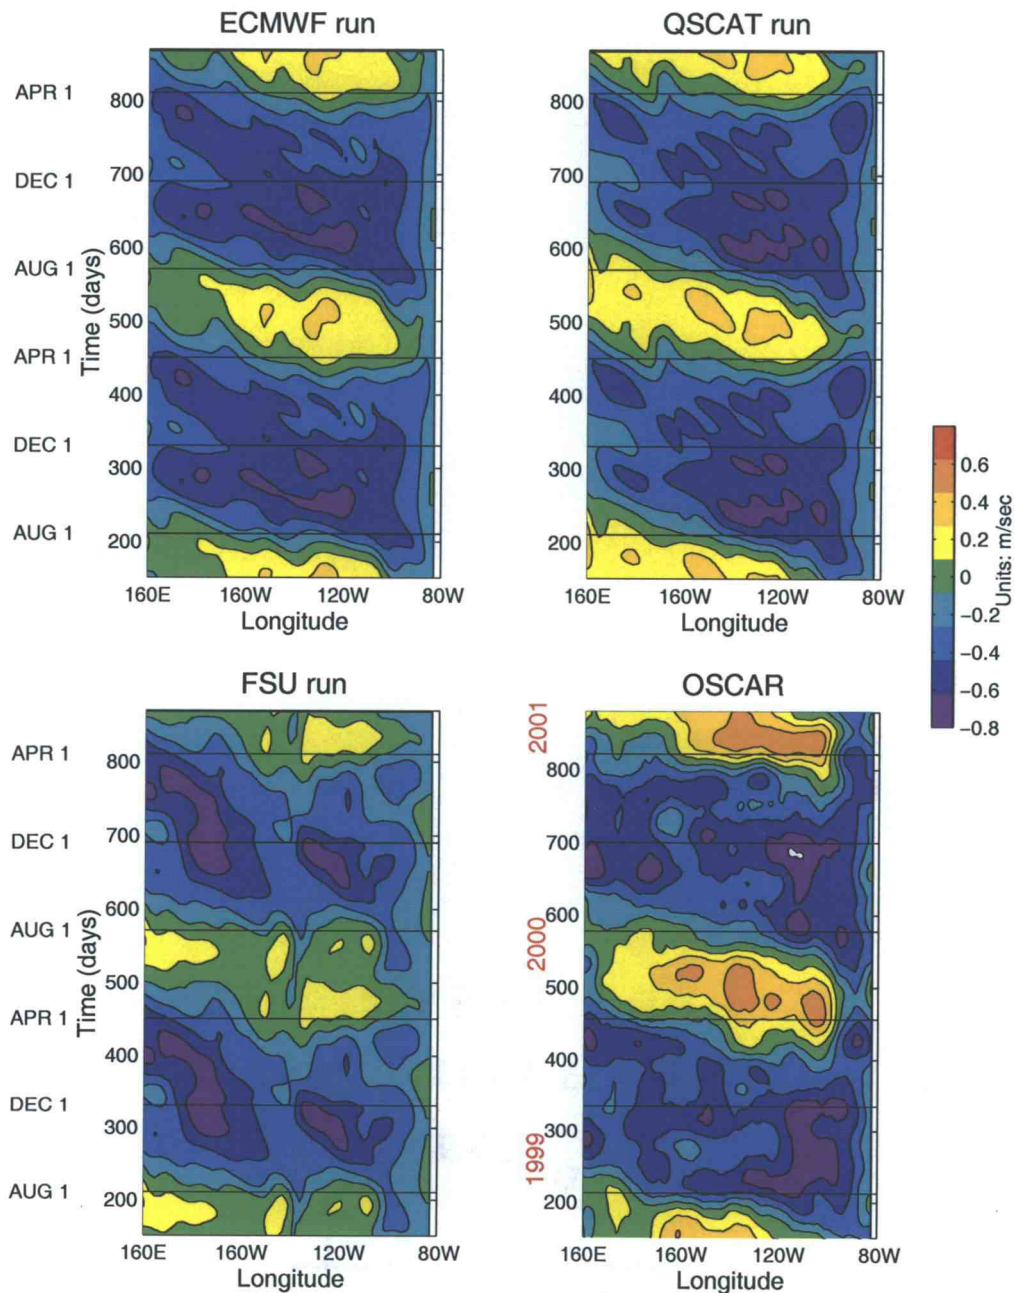 ECMWF run
QSCAT run
APR 1
DEC 1
AUG 1
APR 1
DEC 1
AUG 1
Time (days)
800
700
600
500
400
300
200
160E 160W 120W 80W
Longitude
800
700
600
500
400
300
200
160E 160W 120W 80W
Longitude
0.6
0.4
0.2
0
−0.2
−0.4
−0.6
−0.8
Units: m/sec
FSU run
OSCAR
APR 1
DEC 1
AUG 1
APR 1
DEC 1
AUG 1
Time (days)
800
700
600
500
400
300
200
160E 160W 120W 80W
Longitude
2001
2000
1999
800
700
600
500
400
300
200
160E 160W 120W 80W
Longitude